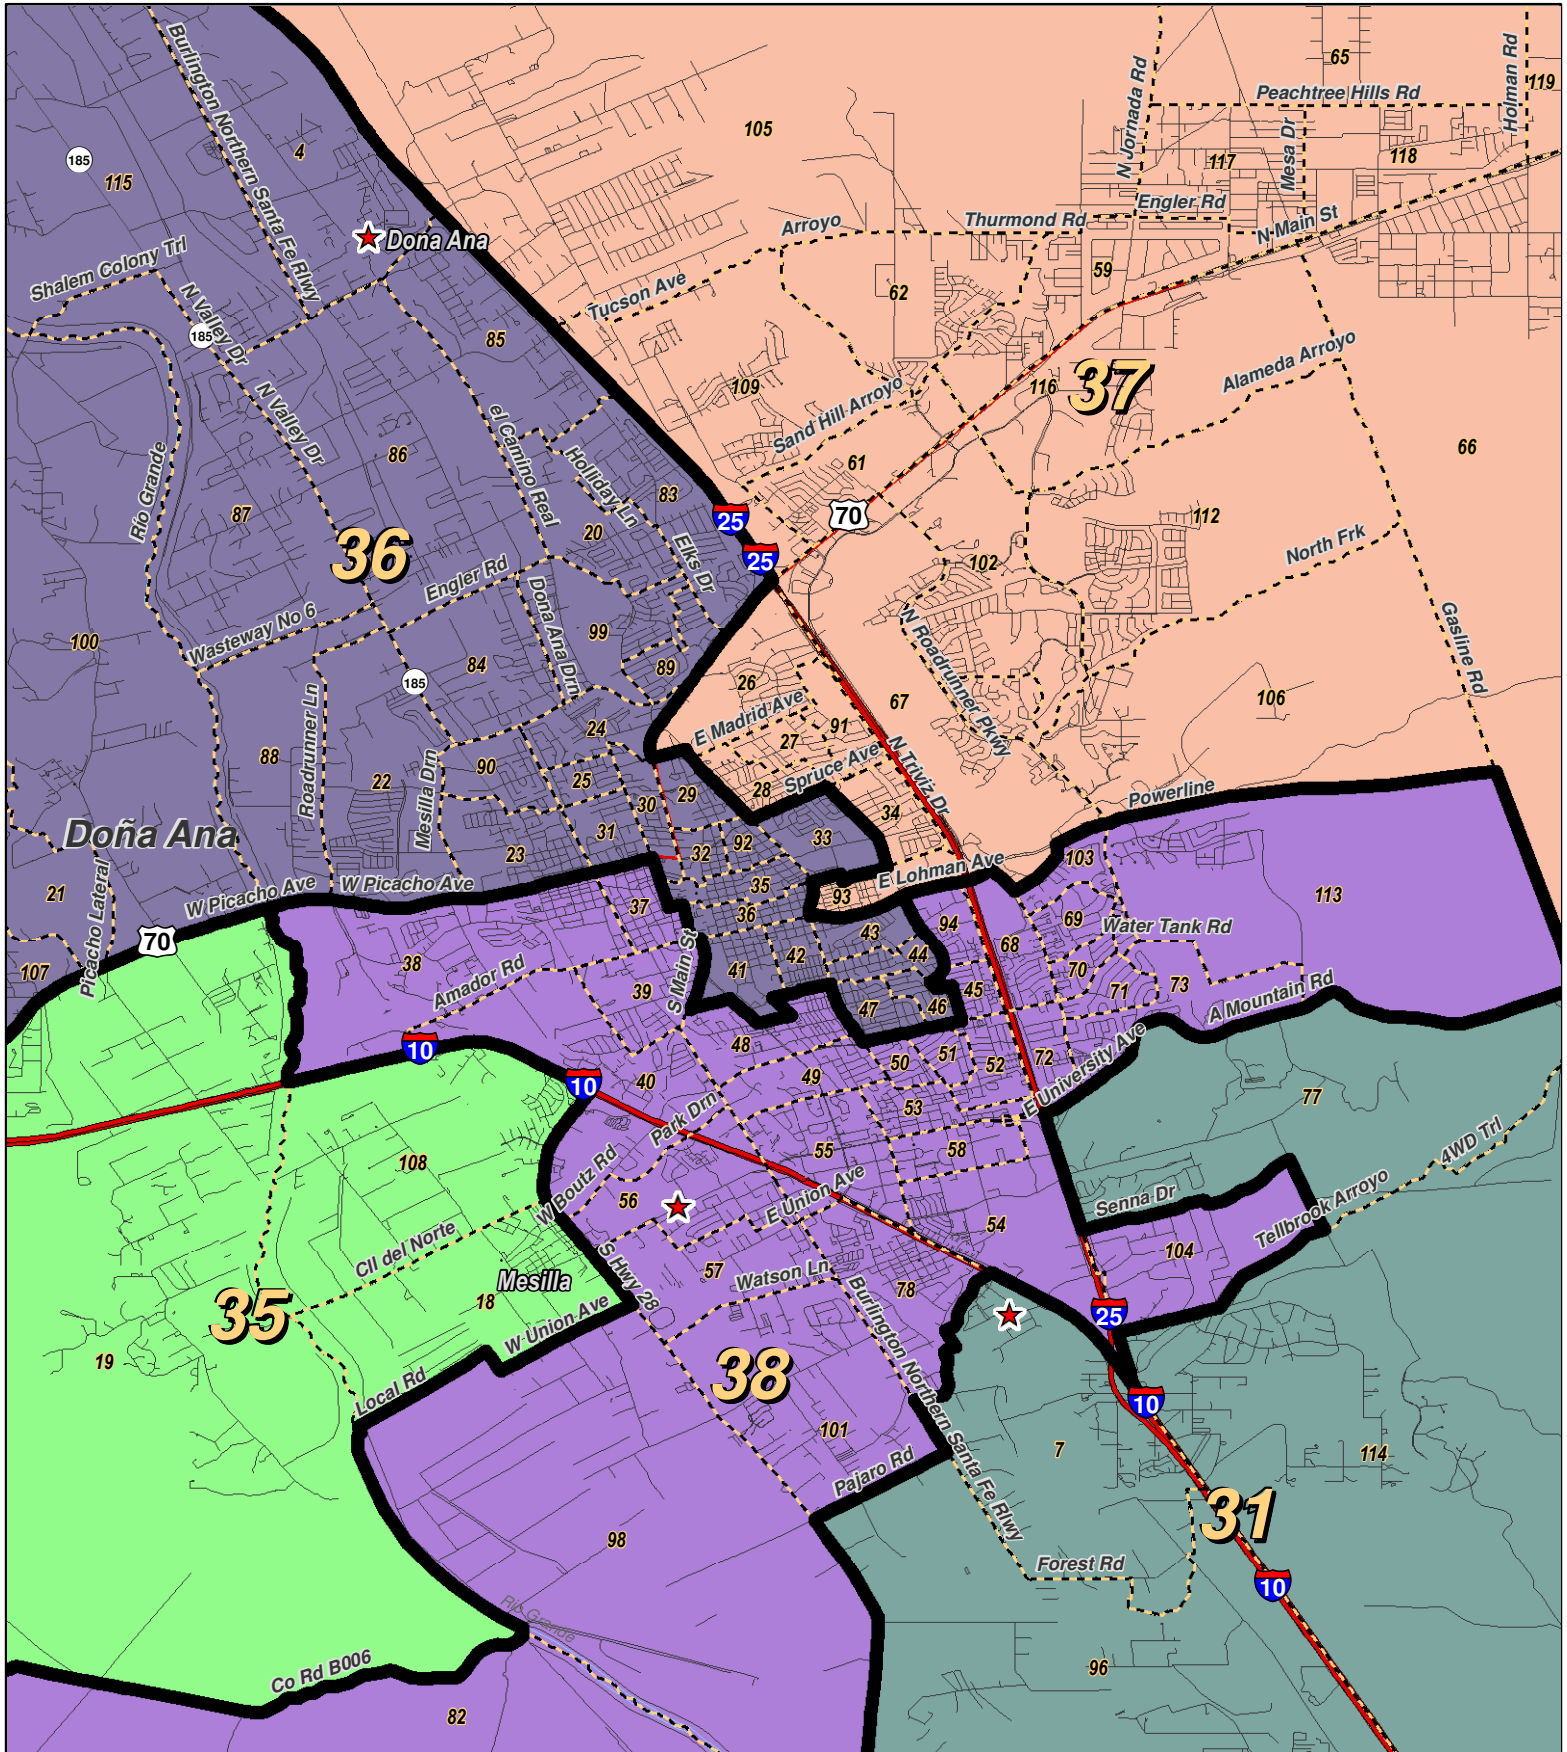 Burlington Northern Santa Fe Rlwy
N Jornada Rd
65
Holman Rd
119
Peachtree Hills Rd
105
4
185
115
117
Mesa Dr
118
Engler Rd
Thurmond Rd
Arroyo
N Main St
Doña Ana
Shalem Colony Trl
N Valley Dr
185
Tucson Ave
62
59
85
109
Sand Hill Arroyo
116
37
Alameda Arroyo
N Valley Dr
el Camino Real
86
Holliday Ln
61
66
Rio Grande
87
83
25
70
112
20
36
25
Elks Dr
102
North Frk
Engler Rd
Doña Ana Drn
Wasteway No 6
100
99
N Roadrunner Pkwy
Gasline Rd
84
89
185
26
67
106
Roadrunner Ln
E Madrid Ave
24
91
27
88
90
Mesilla Drn
22
25
Spruce Ave
N Triviz Dr
28
29
30
34
Powerline
Doña Ana
31
33
92
32
23
103
E Lohman Ave
21
Picacho Lateral
W Picacho Ave
W Picacho Ave
35
93
113
37
36
69
94
Water Tank Rd
43
70
68
38
42
44
107
41
70
Amador Rd
39
S Main St
45
71
73
A Mountain Rd
47
46
10
48
51
50
52
72
E University Ave
49
40
10
53
77
Park Drn
4WD Trl
55
58
108
W Boutz Rd
56
E Union Ave
Senna Dr
Tellbrook Arroyo
54
Cll del Norte
104
57
Watson Ln
S Hwy 28
Mesilla
78
18
35
W Union Ave
25
Burlington Northern Santa Fe Rlwy
19
38
Local Rd
10
101
7
114
Pajaro Rd
31
98
Forest Rd
10
Rio Grande
Co Rd B006
96
82